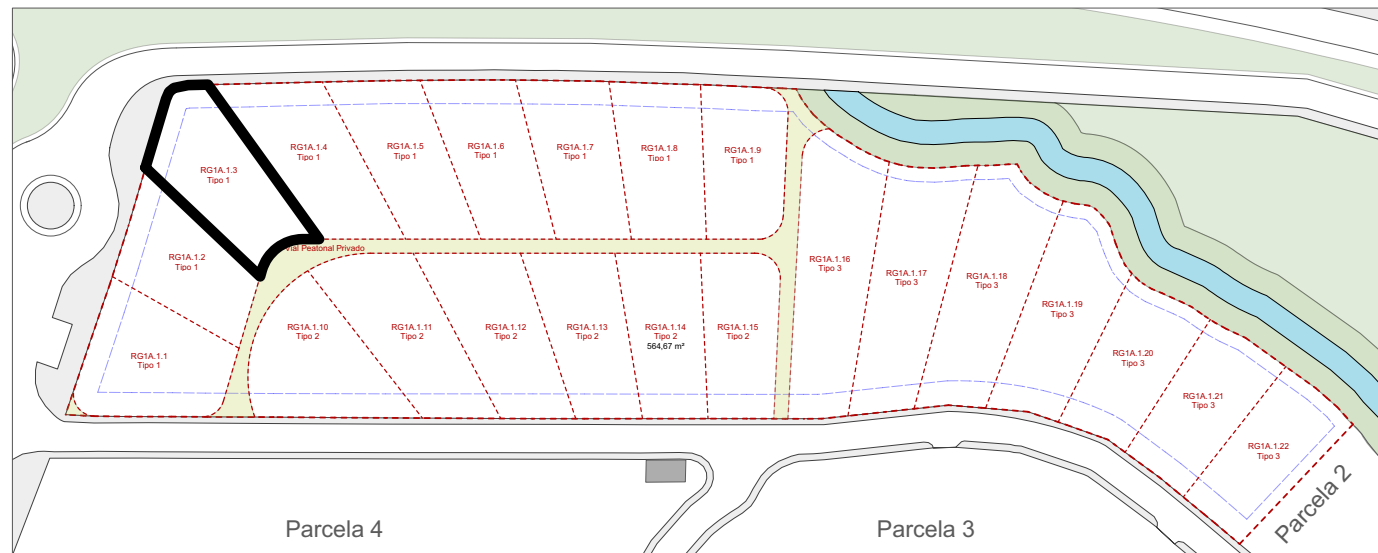 RG1A.1.3
Tipo 1
RG1A.1.4
Tipo 1
RG1A.1.5
Tipo 1
RG1A.1.6
Tipo 1
RG1A.1.7
Tipo 1
RG1A.1.8
Tipo 1
RG1A.1.9
Tipo 1
Vial Peatonal Privado
RG1A.1.2
Tipo 1
RG1A.1.1
Tipo 1
RG1A.1.10
Tipo 2
RG1A.1.11
Tipo 2
RG1A.1.12
Tipo 2
RG1A.1.13
Tipo 2
RG1A.1.14
Tipo 2
564,67 m²
RG1A.1.15
Tipo 2
RG1A.1.16
Tipo 3
RG1A.1.17
Tipo 3
RG1A.1.18
Tipo 3
RG1A.1.19
Tipo 3
RG1A.1.20
Tipo 3
RG1A.1.21
Tipo 3
RG1A.1.22
Tipo 3
Parcela 4
Parcela 3
Parcela 2